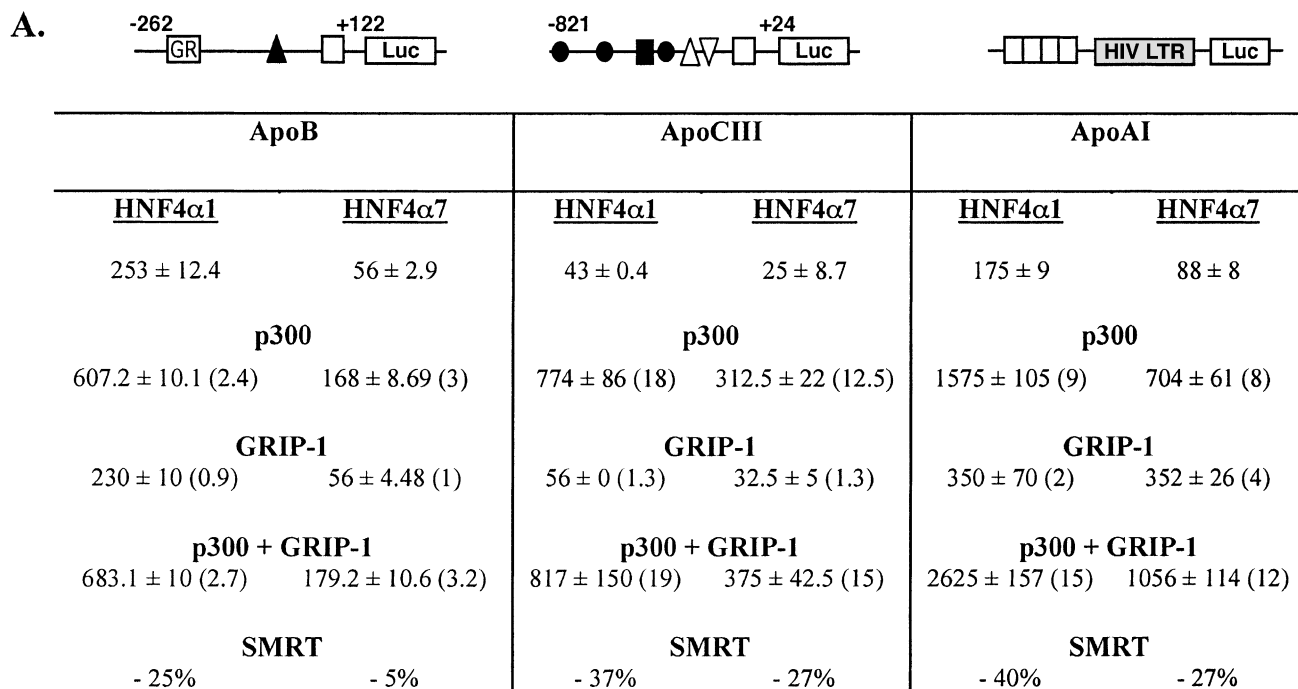 A.
-262 +122 -821 +24
GR Luc Luc HIV LTR Luc
ApoB ApoCIII ApoAI
HNF4α1 HNF4α7 HNF4α1 HNF4α7 HNF4α1 HNF4α7
253 ± 12.4 56 ± 2.9 43 ± 0.4 25 ± 8.7 175 ± 9 88 ± 8
p300 p300 p300
607.2 ± 10.1 (2.4) 168 ± 8.69 (3) 774 ± 86 (18) 312.5 ± 22 (12.5) 1575 ± 105 (9) 704 ± 61 (8)
GRIP-1 GRIP-1 GRIP-1
230 ± 10 (0.9) 56 ± 4.48 (1) 56 ± 0 (1.3) 32.5 ± 5 (1.3) 350 ± 70 (2) 352 ± 26 (4)
p300 + GRIP-1 p300 + GRIP-1 p300 + GRIP-1
683.1 ± 10 (2.7) 179.2 ± 10.6 (3.2) 817 ± 150 (19) 375 ± 42.5 (15) 2625 ± 157 (15) 1056 ± 114 (12)
SMRT SMRT SMRT
- 25% - 5% - 37% - 27% - 40% - 27%